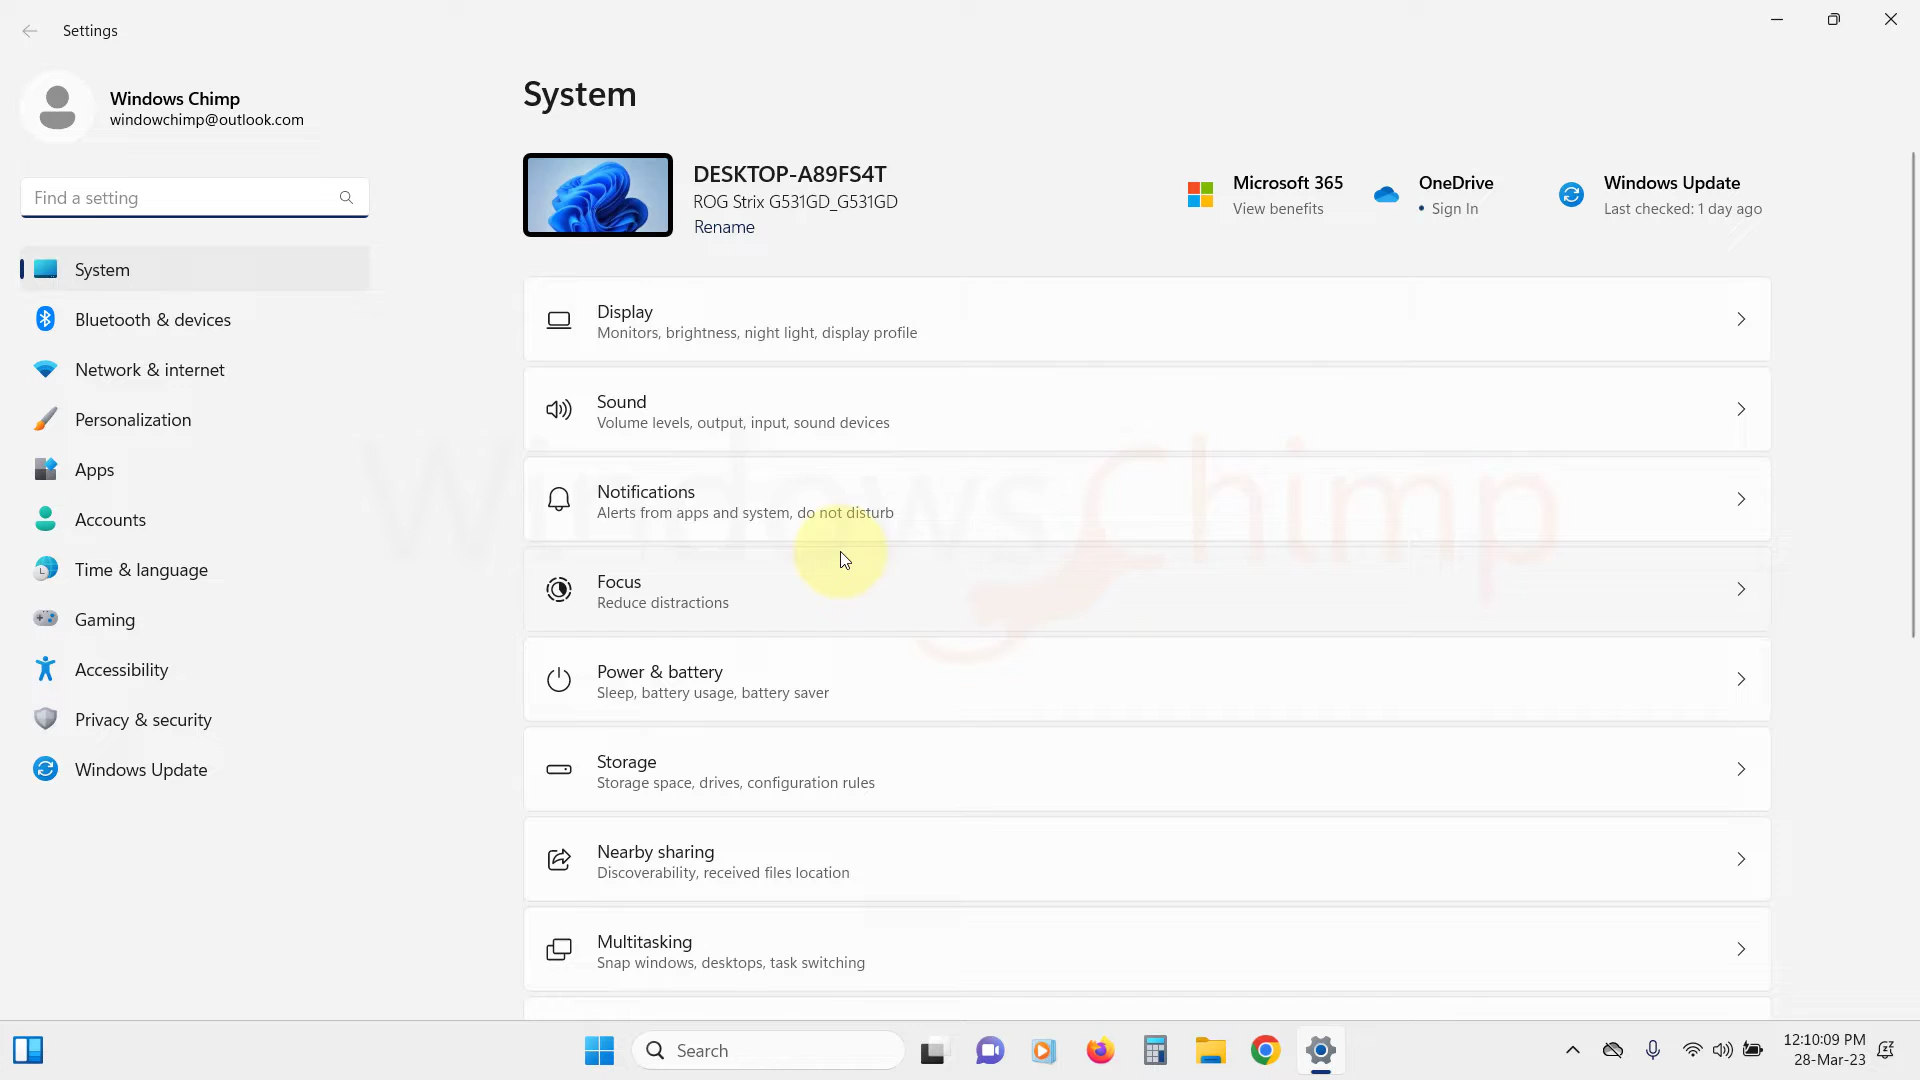 Settings
Windows Chimp
windowchimp@outlook.com
Find a setting
System
Bluetooth & devices
Network & internet
Personalization
Apps
Accounts
Time & language
Gaming
Accessibility
Privacy & security
Windows Update
System
DESKTOP-A89FS4T
ROG Strix G531GD_G531GD
Rename
Microsoft 365
View benefits
OneDrive
• Sign In
Windows Update
Last checked: 1 day ago
Display
Monitors, brightness, night light, display profile
Sound
Volume levels, output, input, sound devices
Notifications
Alerts from apps and system, do not disturb
Focus
Reduce distractions
Power & battery
Sleep, battery usage, battery saver
Storage
Storage space, drives, configuration rules
Nearby sharing
Discoverability, received files location
Multitasking
Snap windows, desktops, task switching
WindowsChimp
Search
12:10:09 PM
28-Mar-23